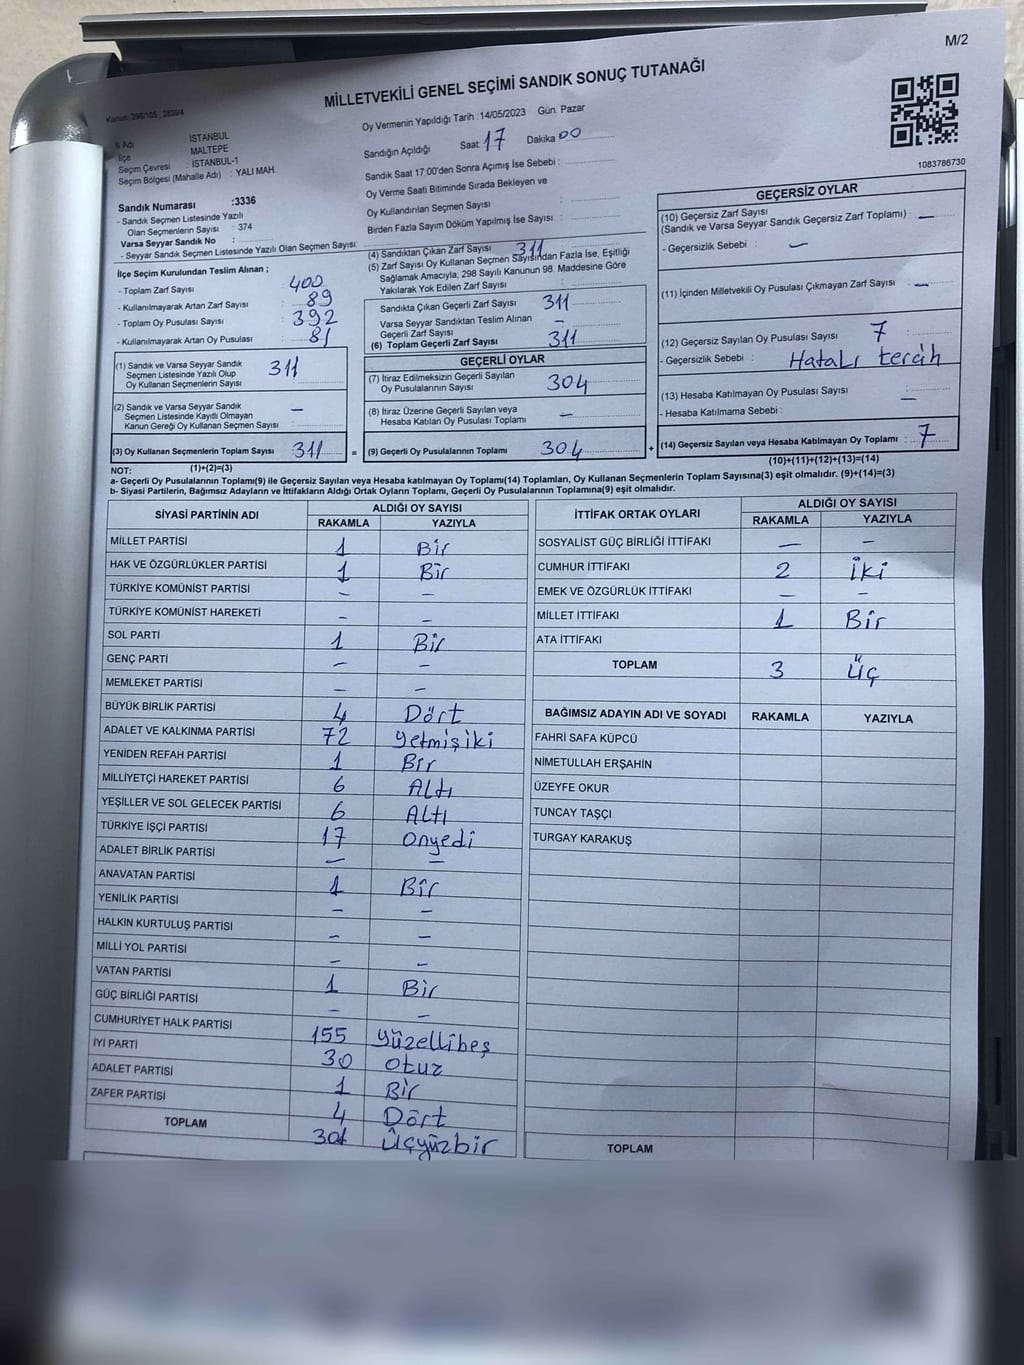 M/2
MİLLETVEKİLİ GENEL SEÇİMİ SANDIK SONUÇ TUTANAĞI
Kanun: 298/105 ; 2839/4
1083786730
İli Adı : İSTANBUL
İlçe MALTEPE
Seçim Çevresi : İSTANBUL-1
Seçim Bölgesi (Mahalle Adı) : YALI MAH.
Sandık Numarası :3336
- Sandık Seçmen Listesinde Yazılı
Olan Seçmenlerin Sayısı : 374
Varsa Seyyar Sandık No :
- Seyyar Sandık Seçmen Listesinde Yazılı Olan Seçmen Sayısı:
Oy Vermenin Yapıldığı Tarih :14/05/2023 Gün: Pazar
Sandığın Açıldığı Saat: 17 Dakika 00
Sandık Saat 17:00'den Sonra Açımış İse Sebebi :
Oy Verme Saati Bitiminde Sırada Bekleyen ve
Oy Kullandırılan Seçmen Sayısı :
Birden Fazla Sayım Döküm Yapılmış İse Sayısı :
İlçe Seçim Kurulundan Teslim Alınan ;
- Toplam Zarf Sayısı : 400
- Kullanılmayarak Artan Zarf Sayısı : 89
- Toplam Oy Pusulası Sayısı : 392
- Kullanılmayarak Artan Oy Pusulası : 81
(1) Sandık ve Varsa Seyyar Sandık
Seçmen Listesinde Yazılı Olup
Oy Kullanan Seçmenlerin Sayısı : 311
(2) Sandık ve Varsa Seyyar Sandık
Seçmen Listesinde Kayıtlı Olmayan
Kanun Gereği Oy Kullanan Seçmen Sayısı : –
(3) Oy Kullanan Seçmenlerin Toplam Sayısı : 311 =
(1)+(2)=(3)
(4) Sandıktan Çıkan Zarf Sayısı 311
(5) Zarf Sayısı Oy Kullanan Seçmen Sayısından Fazla İse, Eşitliği
Sağlamak Amacıyla; 298 Sayılı Kanunun 98. Maddesine Göre
Yakılarak Yok Edilen Zarf Sayısı :
Sandıkta Çıkan Geçerli Zarf Sayısı : 311
Varsa Seyyar Sandıktan Teslim Alınan
Geçerli Zarf Sayısı : –
(6) Toplam Geçerli Zarf Sayısı : 311
GEÇERLİ OYLAR
(7) İtiraz Edilmeksizin Geçerli Sayılan
Oy Pusulalarının Sayısı : 304
(8) İtiraz Üzerine Geçerli Sayılan veya
Hesaba Katılan Oy Pusulaları Toplamı : –
(9) Geçerli Oy Pusulalarının Toplamı : 304 +
GEÇERSİZ OYLAR
(10) Geçersiz Zarf Sayısı
(Sandık ve Varsa Seyyar Sandık Geçersiz Zarf Toplamı) : –
- Geçersizlik Sebebi : –
(11) İçinden Milletvekili Oy Pusulası Çıkmayan Zarf Sayısı : –
(12) Geçersiz Sayılan Oy Pusulası Sayısı : 7
- Geçersizlik Sebebi : Hatalı tercih
(13) Hesaba Katılmayan Oy Pusulası Sayısı : –
- Hesaba Katılmama Sebebi :
(14) Geçersiz Sayılan veya Hesaba Katılmayan Oy Toplamı : 7
(10)+(11)+(12)+(13)=(14)
NOT:
a- Geçerli Oy Pusulalarının Toplamı(9) ile Geçersiz Sayılan veya Hesaba katılmayan Oy Toplamı(14) Toplamları, Oy Kullanan Seçmenlerin Toplam Sayısına(3) eşit olmalıdır. (9)+(14)=(3)
b- Siyasi Partilerin, Bağımsız Adayların ve İttifakların Aldığı Ortak Oyların Toplamı, Geçerli Oy Pusulalarının Toplamına(9) eşit olmalıdır.
SİYASİ PARTİNİN ADI ALDIĞI OY SAYISI
RAKAMLA YAZIYLA
MİLLET PARTİSİ 1 Bir
HAK VE ÖZGÜRLÜKLER PARTİSİ 1 Bir
TÜRKİYE KOMÜNİST PARTİSİ – –
TÜRKİYE KOMÜNİST HAREKETİ – –
SOL PARTİ 1 Bir
GENÇ PARTİ – –
MEMLEKET PARTİSİ – –
BÜYÜK BİRLİK PARTİSİ 4 Dört
ADALET VE KALKINMA PARTİSİ 72 Yetmişiki
YENİDEN REFAH PARTİSİ 1 Bir
MİLLİYETÇİ HAREKET PARTİSİ 6 Altı
YEŞİLLER VE SOL GELECEK PARTİSİ 6 Altı
TÜRKİYE İŞÇİ PARTİSİ 17 Onyedi
ADALET BİRLİK PARTİSİ – –
ANAVATAN PARTİSİ 1 Bir
YENİLİK PARTİSİ – –
HALKIN KURTULUŞ PARTİSİ – –
MİLLİ YOL PARTİSİ – –
VATAN PARTİSİ 1 Bir
GÜÇ BİRLİĞİ PARTİSİ – –
CUMHURİYET HALK PARTİSİ 155 Yüzellibeş
İYİ PARTİ 30 Otuz
ADALET PARTİSİ 1 Bir
ZAFER PARTİSİ 4 Dört
TOPLAM 301 Üçyüzbir
İTTİFAK ORTAK OYLARI ALDIĞI OY SAYISI
RAKAMLA YAZIYLA
SOSYALİST GÜÇ BİRLİĞİ İTTİFAKI – –
CUMHUR İTTİFAKI 2 İki
EMEK VE ÖZGÜRLÜK İTTİFAKI – –
MİLLET İTTİFAKI 1 Bir
ATA İTTİFAKI
TOPLAM 3 Üç
BAĞIMSIZ ADAYIN ADI VE SOYADI RAKAMLA YAZIYLA
FAHRİ SAFA KÜPCÜ
NİMETULLAH ERŞAHİN
ÜZEYFE OKUR
TUNCAY TAŞÇI
TURGAY KARAKUŞ
TOPLAM